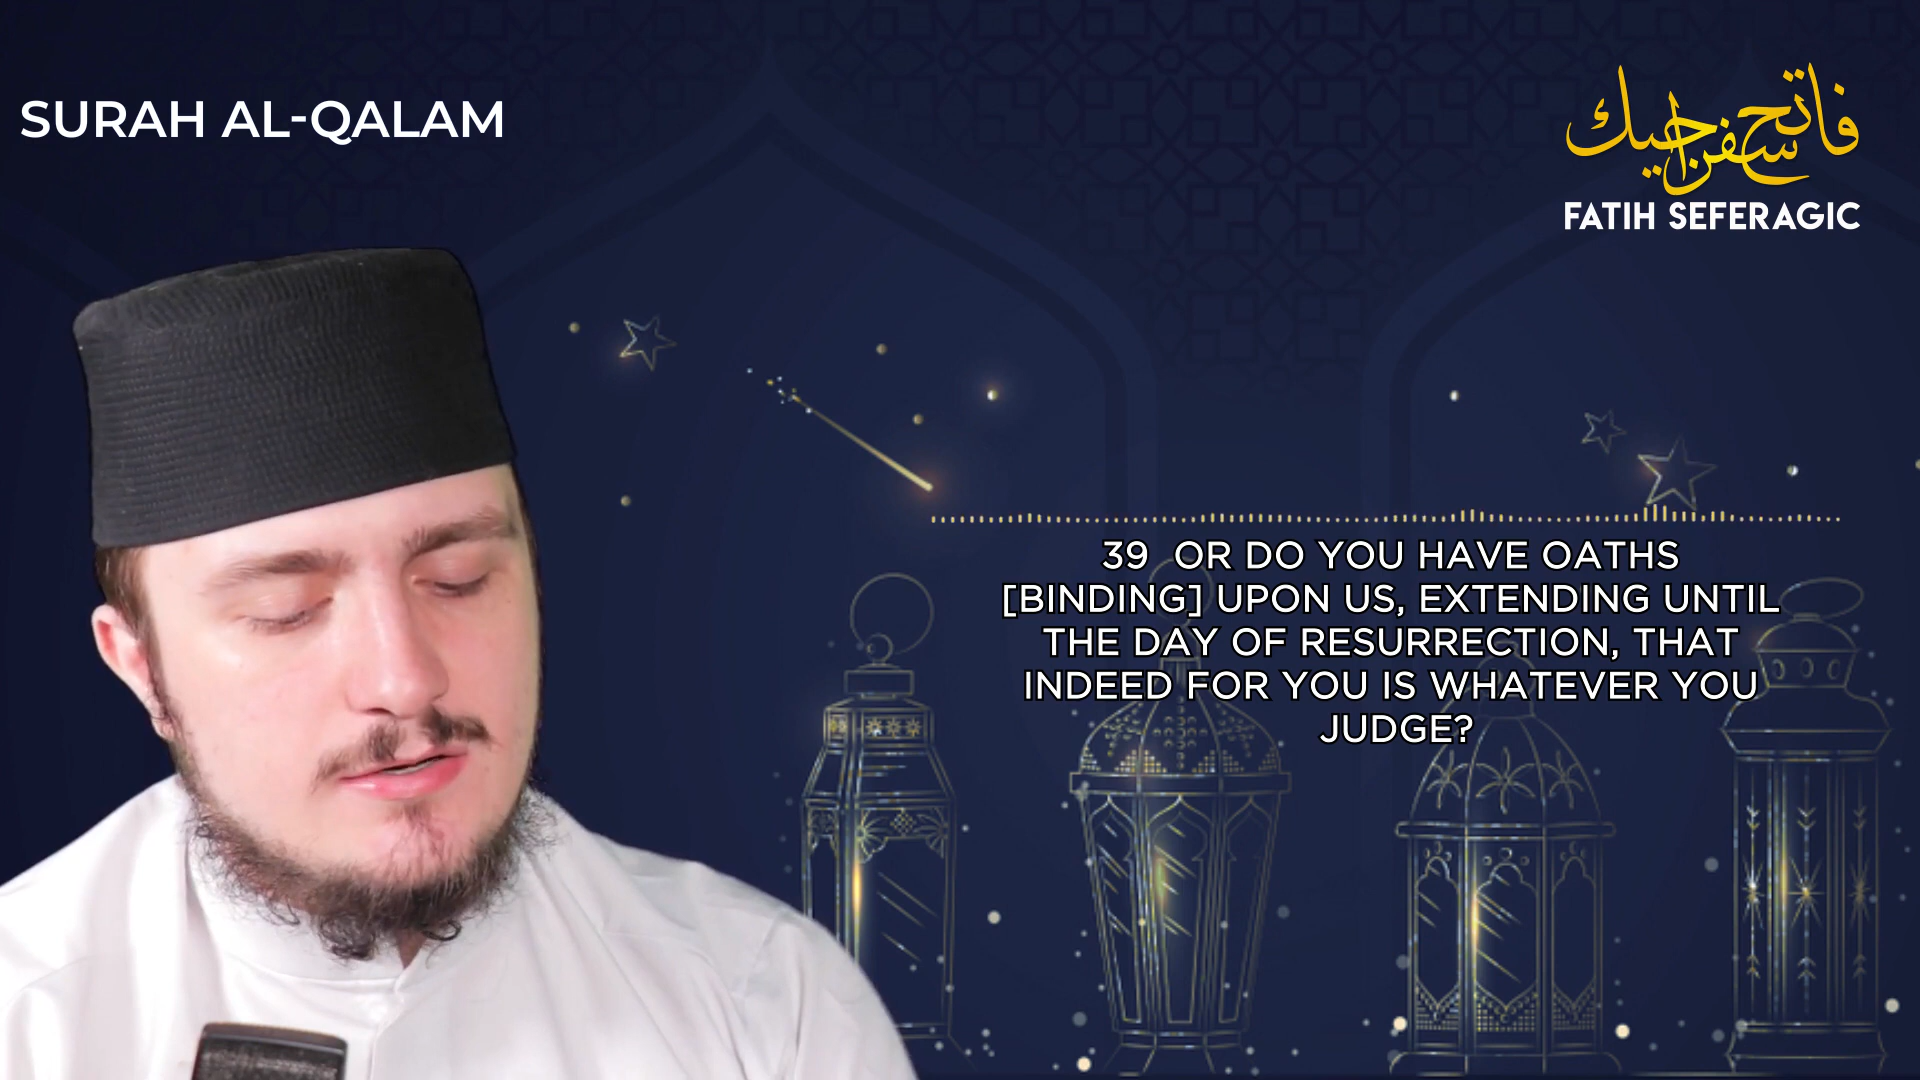 SURAH AL-QALAM
فاتح سفراجيك
FATIH SEFERAGIC
39 OR DO YOU HAVE OATHS
[BINDING] UPON US, EXTENDING UNTIL
THE DAY OF RESURRECTION, THAT
INDEED FOR YOU IS WHATEVER YOU
JUDGE?